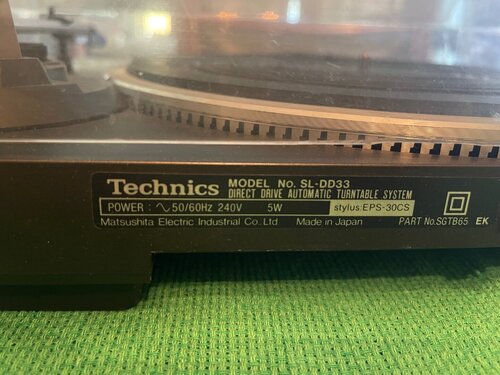 Technics MODEL No. SL-DD33
DIRECT DRIVE AUTOMATIC TURNTABLE SYSTEM
POWER: ∿ 50/60Hz 240V 5W stylus:EPS-30CS
Matsushita Electric Industrial Co., Ltd. Made in Japan PART No.SGTB65 EK